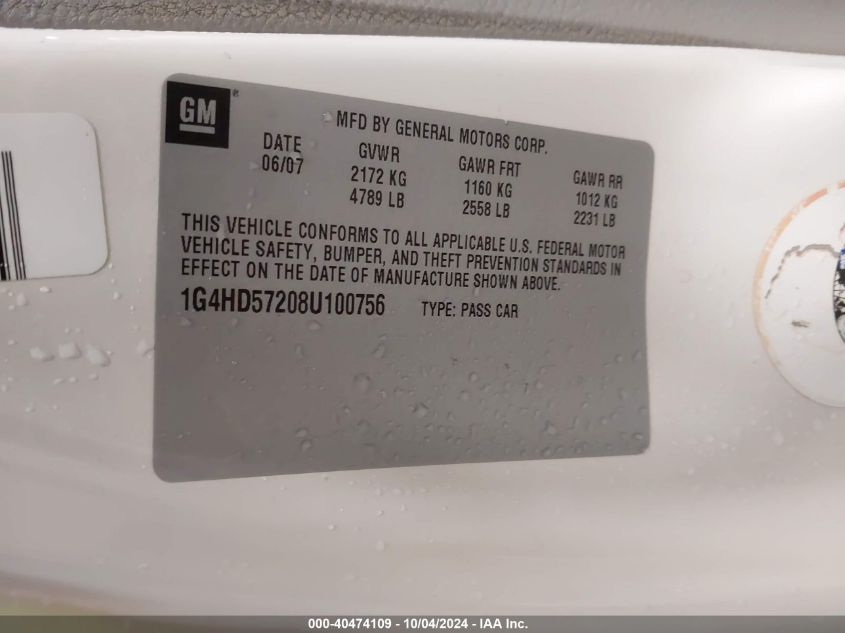 GM
MFD BY GENERAL MOTORS CORP.
DATE GVWR GAWR FRT GAWR RR
06/07 2172 KG 1160 KG 1012 KG
4789 LB 2558 LB 2231 LB
THIS VEHICLE CONFORMS TO ALL APPLICABLE U.S. FEDERAL MOTOR
VEHICLE SAFETY, BUMPER, AND THEFT PREVENTION STANDARDS IN
EFFECT ON THE DATE OF MANUFACTURE SHOWN ABOVE.
1G4HD57208U100756 TYPE: PASS CAR
000-40474109 - 10/04/2024 - IAA Inc.